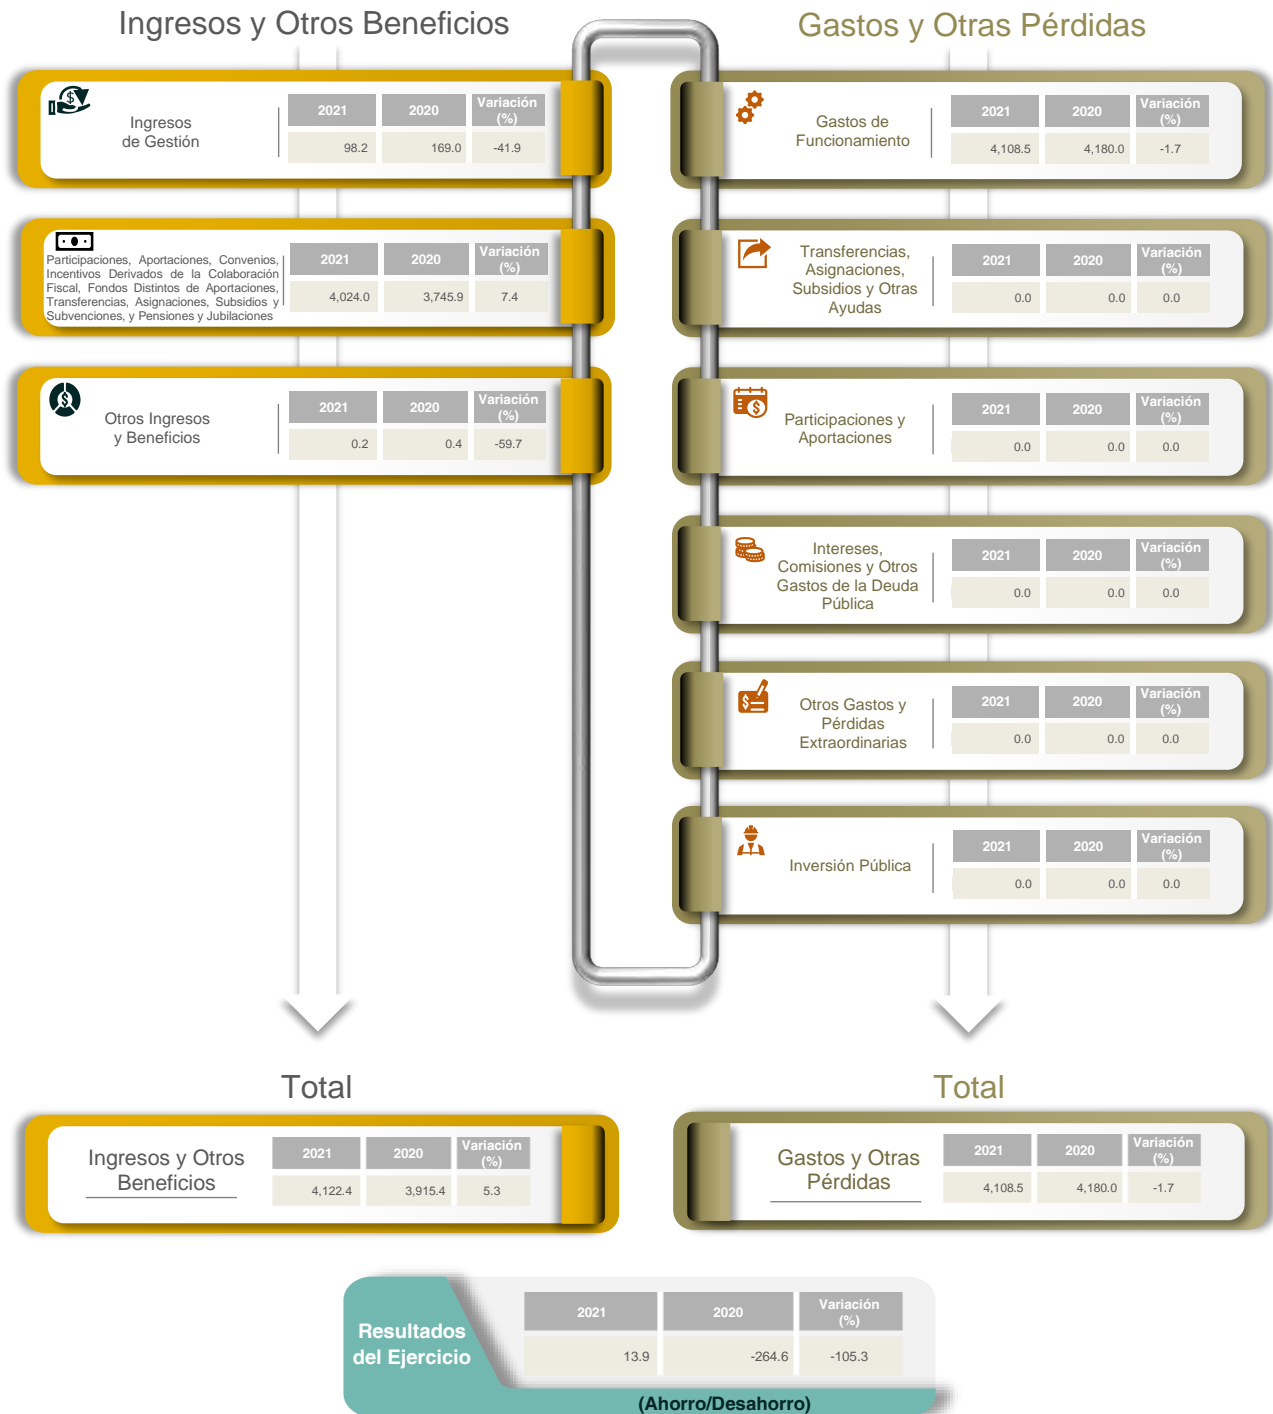 Ingresos y Otros Beneficios
Ingresos
de Gestión
2021 2020 Variación (%)
98.2 169.0 -41.9
Participaciones, Aportaciones, Convenios,
Incentivos Derivados de la Colaboración
Fiscal, Fondos Distintos de Aportaciones,
Transferencias, Asignaciones, Subsidios y
Subvenciones, y Pensiones y Jubilaciones
2021 2020 Variación (%)
4,024.0 3,745.9 7.4
Otros Ingresos
y Beneficios
2021 2020 Variación (%)
0.2 0.4 -59.7
Gastos y Otras Pérdidas
Gastos de
Funcionamiento
2021 2020 Variación (%)
4,108.5 4,180.0 -1.7
Transferencias,
Asignaciones,
Subsidios y Otras
Ayudas
2021 2020 Variación (%)
0.0 0.0 0.0
Participaciones y
Aportaciones
2021 2020 Variación (%)
0.0 0.0 0.0
Intereses,
Comisiones y Otros
Gastos de la Deuda
Pública
2021 2020 Variación (%)
0.0 0.0 0.0
Otros Gastos y
Pérdidas
Extraordinarias
2021 2020 Variación (%)
0.0 0.0 0.0
Inversión Pública
2021 2020 Variación (%)
0.0 0.0 0.0
Total
Ingresos y Otros
Beneficios
2021 2020 Variación (%)
4,122.4 3,915.4 5.3
Total
Gastos y Otras
Pérdidas
2021 2020 Variación (%)
4,108.5 4,180.0 -1.7
Resultados
del Ejercicio
2021 2020 Variación (%)
13.9 -264.6 -105.3
(Ahorro/Desahorro)